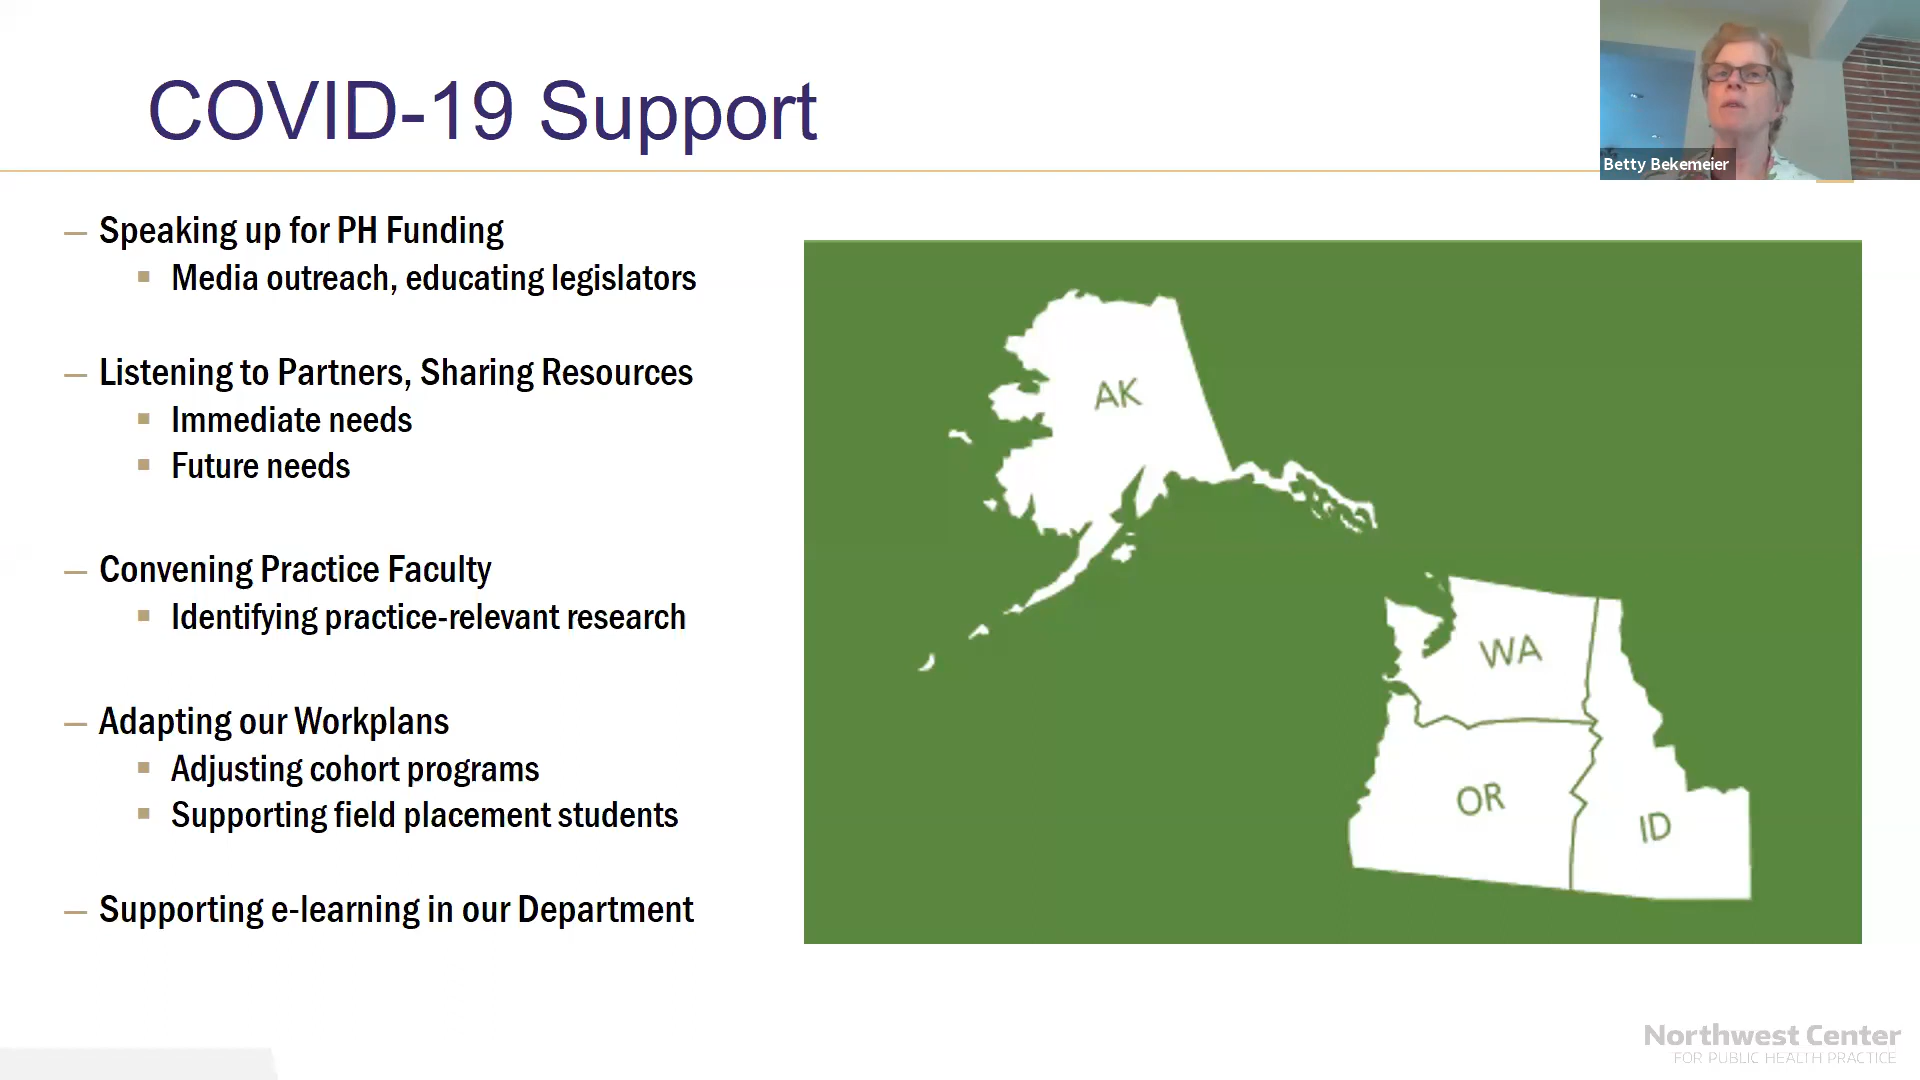 COVID-19 Support
Betty Bekemeier
— Speaking up for PH Funding
▪ Media outreach, educating legislators
— Listening to Partners, Sharing Resources
▪ Immediate needs
▪ Future needs
— Convening Practice Faculty
▪ Identifying practice-relevant research
— Adapting our Workplans
▪ Adjusting cohort programs
▪ Supporting field placement students
— Supporting e-learning in our Department
AK
WA
OR
ID
Northwest Center
FOR PUBLIC HEALTH PRACTICE